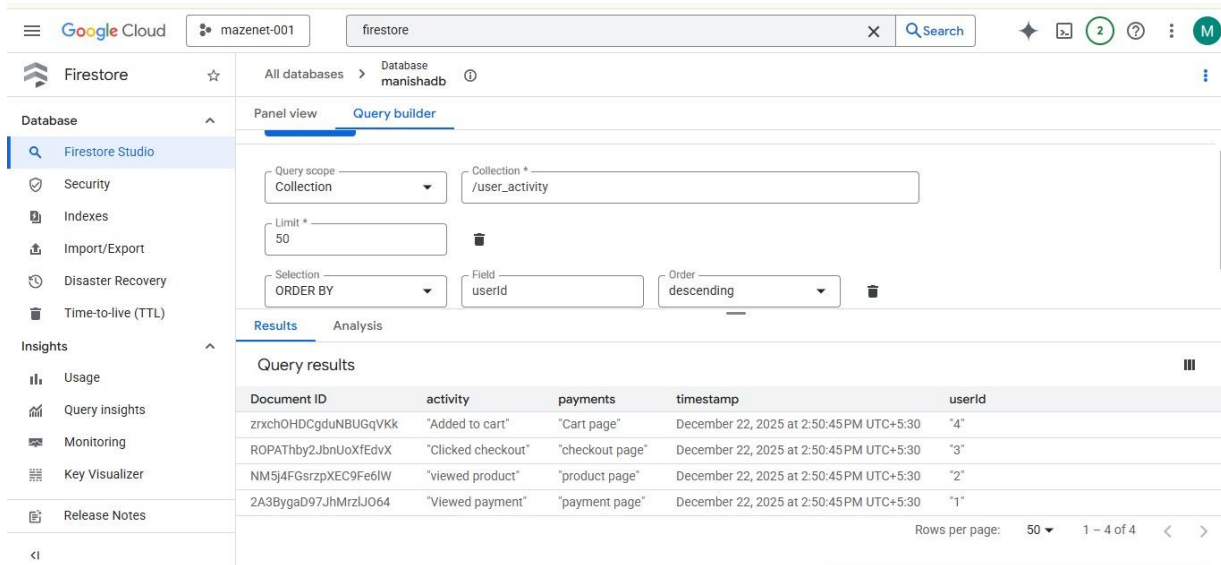 Google Cloud mazenet-001 firestore Search 2 M
Firestore All databases > Database manishadb
Database
Panel view Query builder
Firestore Studio
Security
Indexes
Import/Export
Disaster Recovery
Time-to-live (TTL)
Insights
Usage
Query insights
Monitoring
Key Visualizer
Release Notes
Query scope Collection *
Collection /user_activity
Limit *
50
Selection Field Order
ORDER BY userId descending
Results Analysis
Query results
Document ID activity payments timestamp userId
zrxchOHDCgduNBUGqVKk "Added to cart" "Cart page" December 22, 2025 at 2:50:45 PM UTC+5:30 "4"
ROPAThby2JbnUoXfEdvX "Clicked checkout" "checkout page" December 22, 2025 at 2:50:45 PM UTC+5:30 "3"
NM5j4FGsrzpXEC9Fe6lW "viewed product" "product page" December 22, 2025 at 2:50:45 PM UTC+5:30 "2"
2A3BygaD97JhMrzlJO64 "Viewed payment" "payment page" December 22, 2025 at 2:50:45 PM UTC+5:30 "1"
Rows per page: 50 1 – 4 of 4